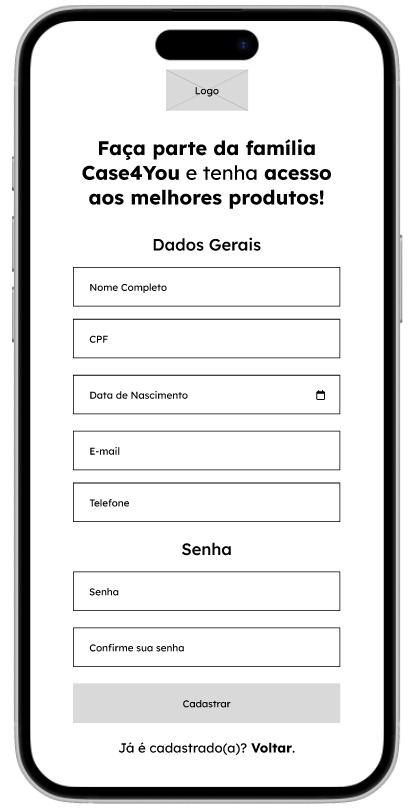 Logo
Faça parte da família
Case4You e tenha acesso
aos melhores produtos!
Dados Gerais
Nome Completo
CPF
Data de Nascimento
E-mail
Telefone
Senha
Senha
Confirme sua senha
Cadastrar
Já é cadastrado(a)? Voltar.